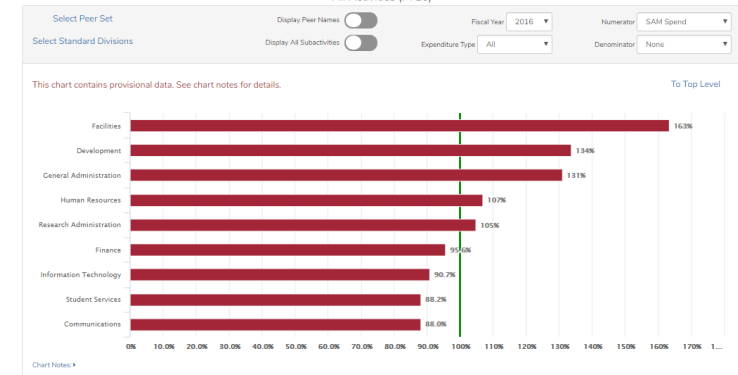 Select Peer Set
Display Peer Names
Fiscal Year 2016
Numerator SAM Spend
Select Standard Divisions
Display All Subactivities
Expenditure Type All
Denominator None
This chart contains provisional data. See chart notes for details.
To Top Level
Facilities 163%
Development 134%
General Administration 131%
Human Resources 107%
Research Administration 105%
Finance 95.6%
Information Technology 90.7%
Student Services 88.2%
Communications 88.0%
0% 10.0% 20.0% 30.0% 40.0% 50.0% 60.0% 70.0% 80.0% 90.0% 100% 110% 120% 130% 140% 150% 160% 170% 1...
Chart Notes: